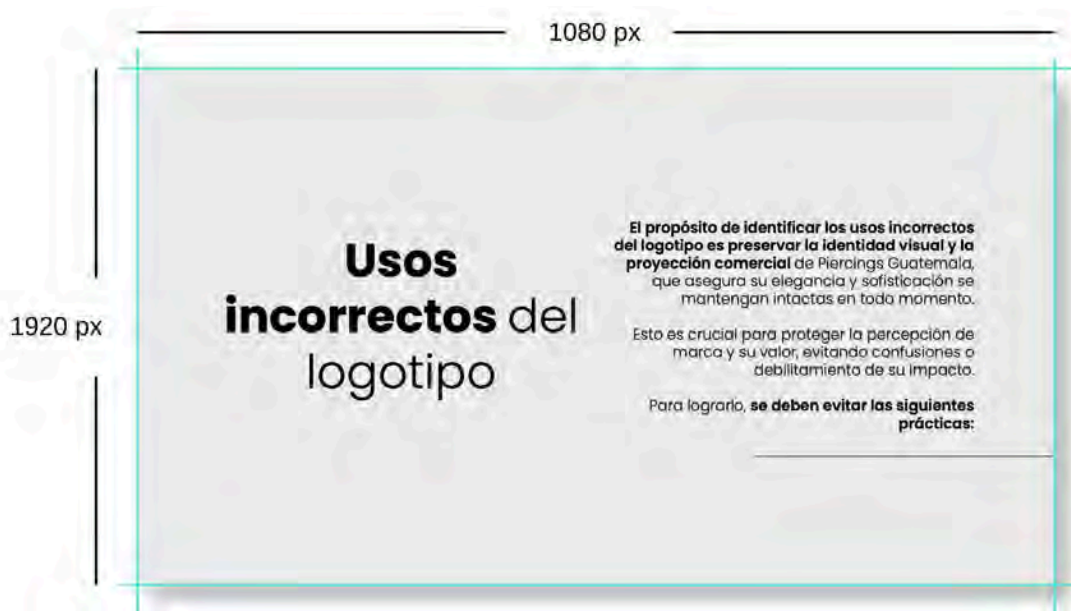 1080 px
1920 px
Usos
incorrectos del
logotipo
El propósito de identificar los usos incorrectos
del logotipo es preservar la identidad visual y la
proyección comercial de Piercings Guatemala,
que asegura su elegancia y sofisticación se
mantengan intactas en todo momento.
Esto es crucial para proteger la percepción de
marca y su valor, evitando confusiones o
debilitamiento de su impacto.
Para lograrlo, se deben evitar las siguientes
prácticas: